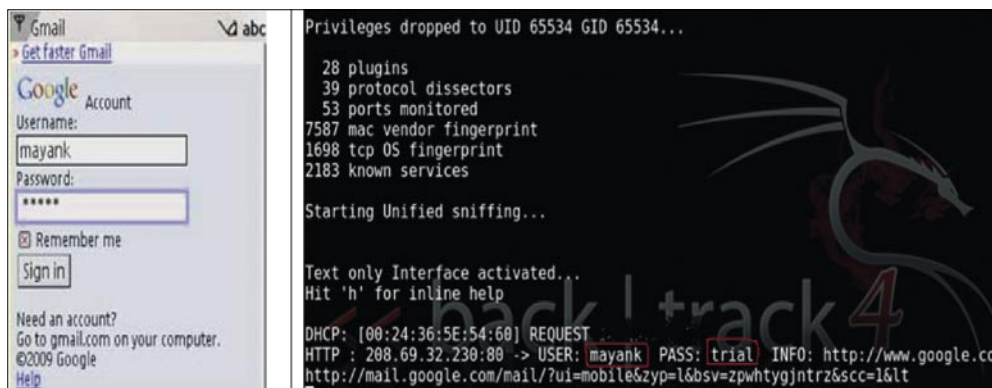 Gmail
abc
» Get faster Gmail
Google Account
Username:
mayank
Password:
*****
Remember me
Sign in
Need an account?
Go to gmail.com on your computer.
©2009 Google
Help
Privileges dropped to UID 65534 GID 65534...
28 plugins
39 protocol dissectors
53 ports monitored
7587 mac vendor fingerprint
1698 tcp OS fingerprint
2183 known services
Starting Unified sniffing...
Text only Interface activated...
Hit 'h' for inline help
<< back | track 4
DHCP: [00:24:36:5E:54:60] REQUEST
HTTP : 208.69.32.230:80 -> USER: mayank PASS: trial INFO: http://www.google.co
http://mail.google.com/mail/?ui=mobile&zyp=l&bsv=zpwhtygjntrz&scc=1&lt